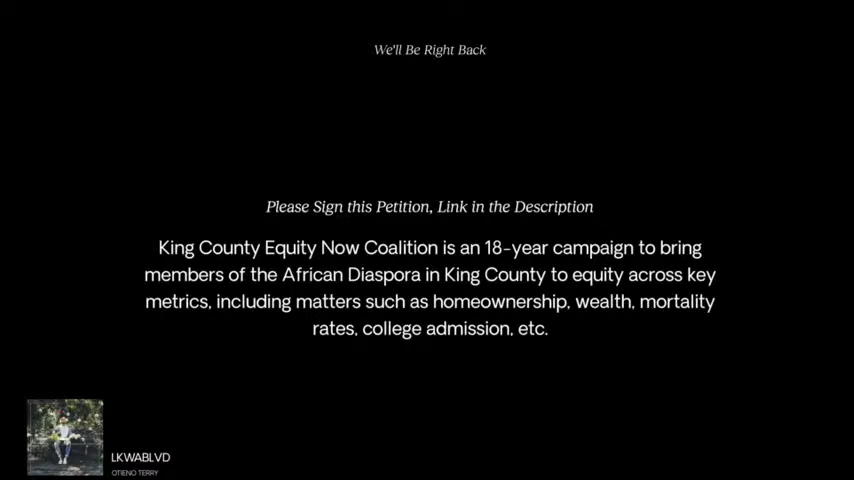 We'll Be Right Back
Please Sign this Petition, Link in the Description
King County Equity Now Coalition is an 18-year campaign to bring
members of the African Diaspora in King County to equity across key
metrics, including matters such as homeownership, wealth, mortality
rates, college admission, etc.
LKWABLVD
OTIENO TERRY